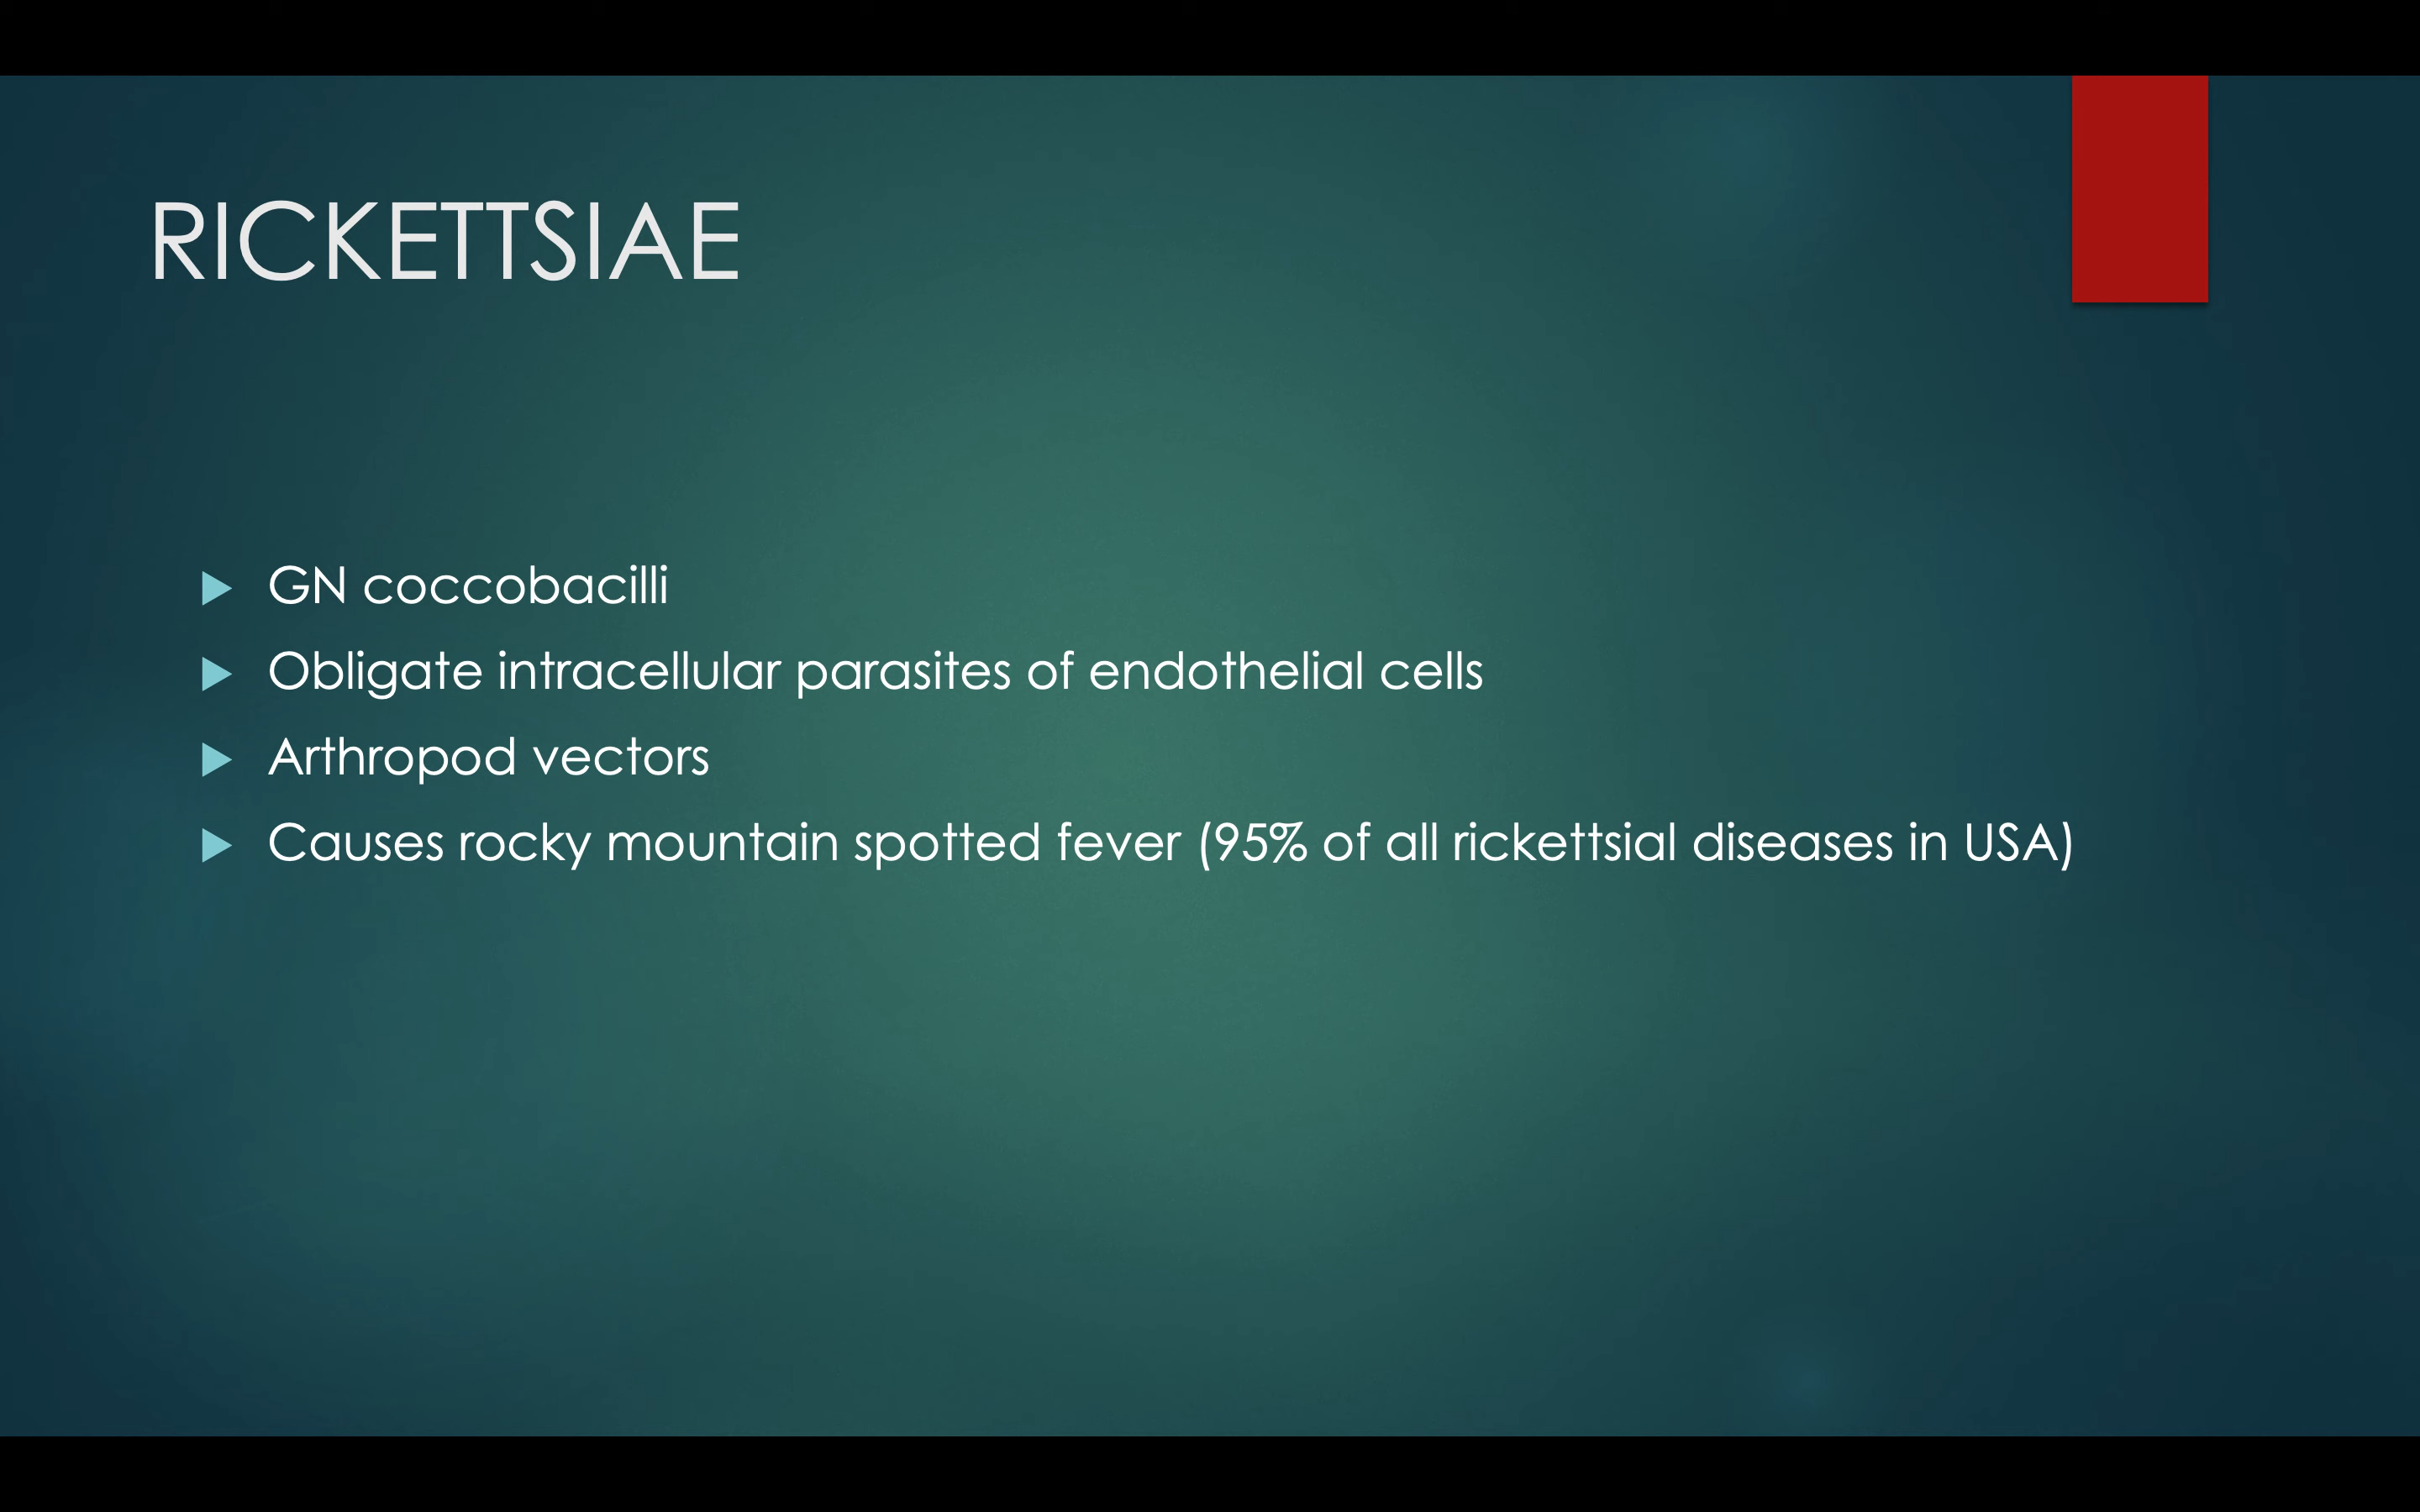 RICKETTSIAE
GN coccobacilli
Obligate intracellular parasites of endothelial cells
Arthropod vectors
Causes rocky mountain spotted fever (95% of all rickettsial diseases in USA)